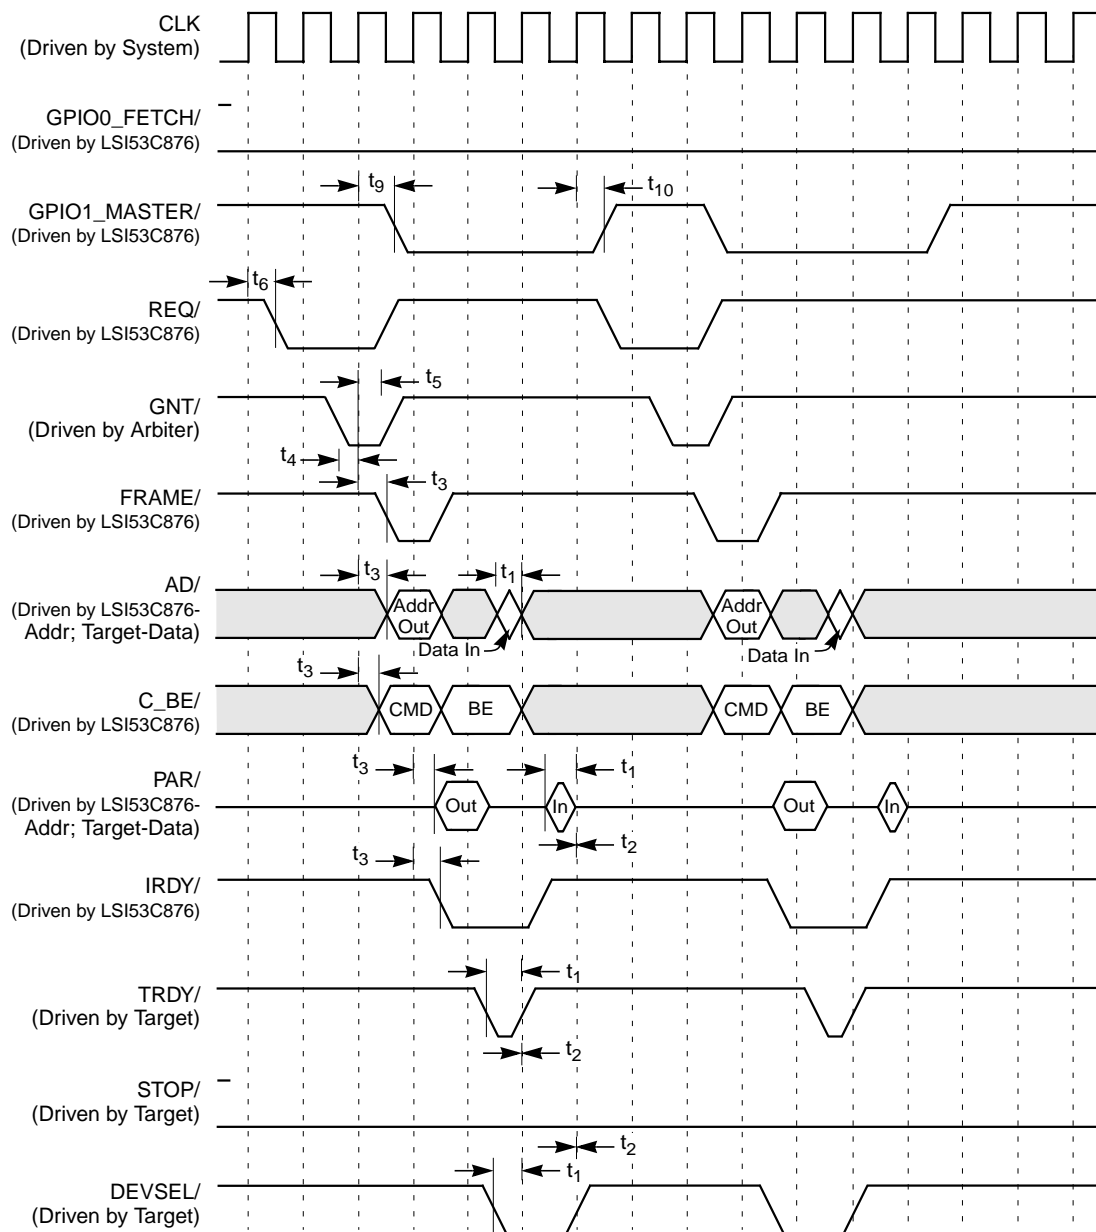 CLK
(Driven by System)
GPIO0_FETCH/
(Driven by LSI53C876)
t9
t10
GPIO1_MASTER/
(Driven by LSI53C876)
t6
REQ/
(Driven by LSI53C876)
t5
GNT/
(Driven by Arbiter)
t4
t3
FRAME/
(Driven by LSI53C876)
t3
t1
AD/
(Driven by LSI53C876-
Addr; Target-Data)
Addr
Out
Addr
Out
Data In
Data In
t3
C_BE/
(Driven by LSI53C876)
CMD
BE
CMD
BE
t3
t1
PAR/
(Driven by LSI53C876-
Addr; Target-Data)
Out
In
Out
In
t2
t3
IRDY/
(Driven by LSI53C876)
t1
TRDY/
(Driven by Target)
t2
STOP/
(Driven by Target)
t2
t1
DEVSEL/
(Driven by Target)